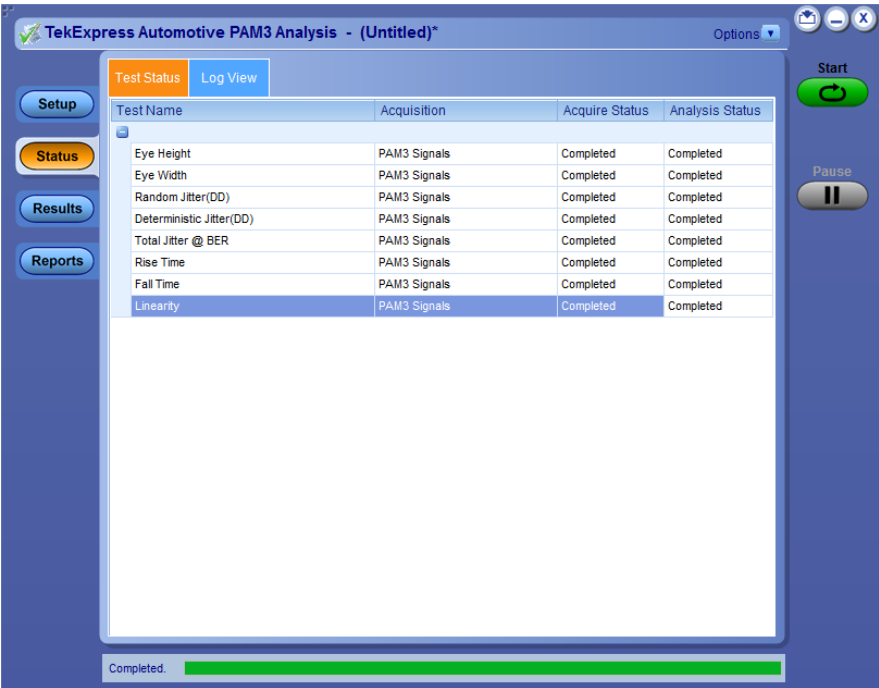 TekExpress Automotive PAM3 Analysis - (Untitled)*
Options
Start
Test Status
Log View
Setup
Test Name Acquisition Acquire Status Analysis Status
Eye Height PAM3 Signals Completed Completed
Status
Eye Width PAM3 Signals Completed Completed
Pause
Random Jitter(DD) PAM3 Signals Completed Completed
Results
Deterministic Jitter(DD) PAM3 Signals Completed Completed
Total Jitter @ BER PAM3 Signals Completed Completed
Reports
Rise Time PAM3 Signals Completed Completed
Fall Time PAM3 Signals Completed Completed
Linearity PAM3 Signals Completed Completed
Completed.